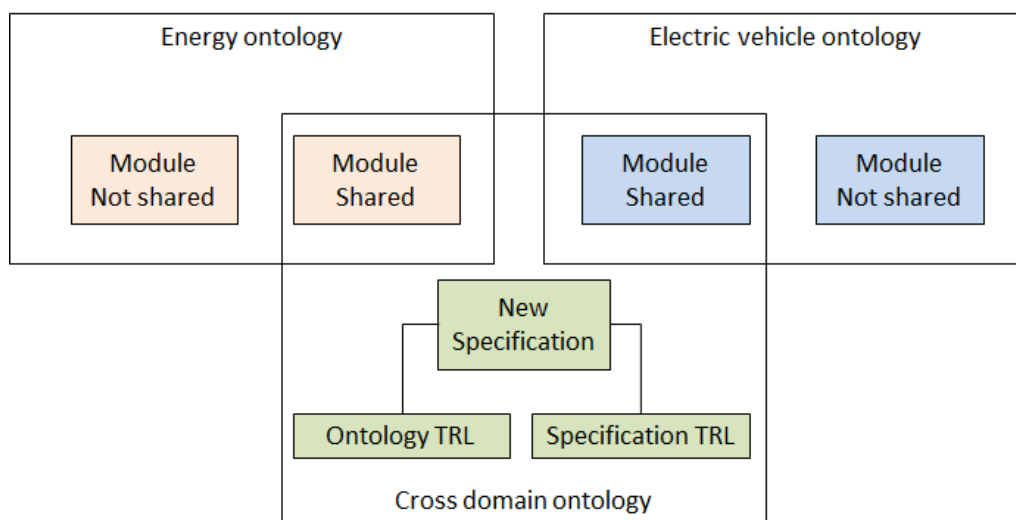 Energy ontology
Electric vehicle ontology
Module
Not shared
Module
Shared
Module
Shared
Module
Not shared
New
Specification
Ontology TRL
Specification TRL
Cross domain ontology